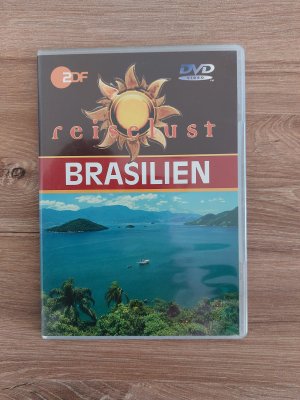 ZDF
DVD
VIDEO
reiselust
BRASILIEN